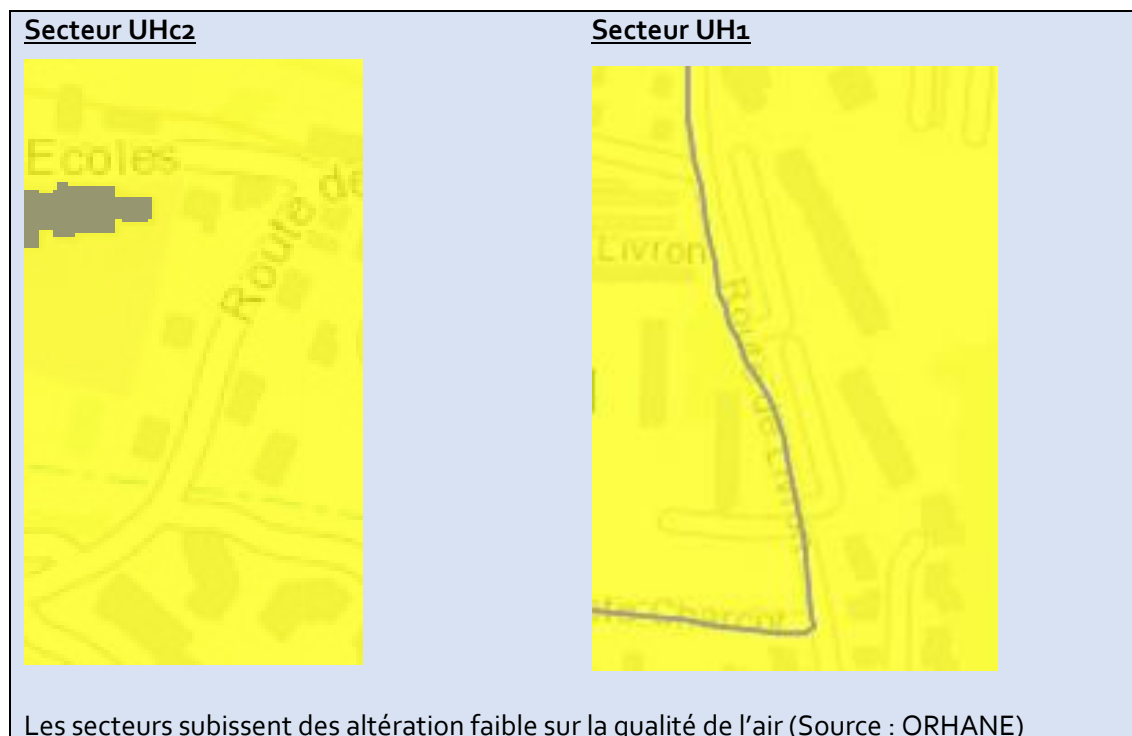 Secteur UHc2
Secteur UH1
Ecoles
Route de
Livron
Route de Livron
Charcot
Les secteurs subissent des altération faible sur la qualité de l'air (Source : ORHANE)